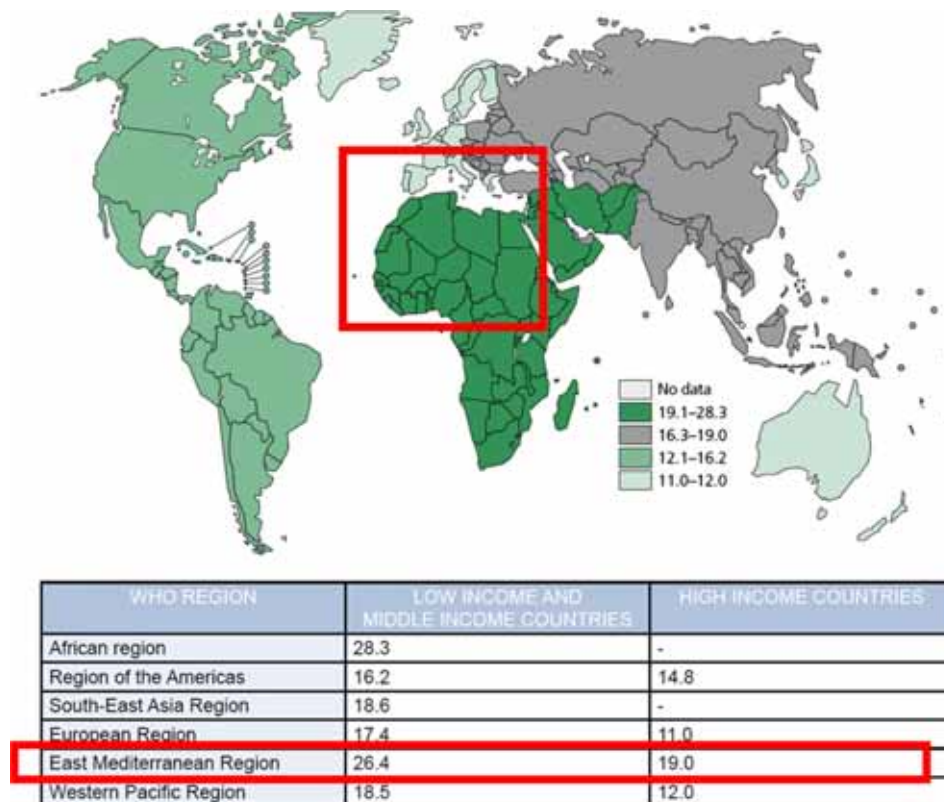 No data
19.1–28.3
16.3–19.0
12.1–16.2
11.0–12.0
WHO REGION LOW INCOME AND MIDDLE INCOME COUNTRIES HIGH INCOME COUNTRIES
African region 28.3 -
Region of the Americas 16.2 14.8
South-East Asia Region 18.6 -
European Region 17.4 11.0
East Mediterranean Region 26.4 19.0
Western Pacific Region 18.5 12.0